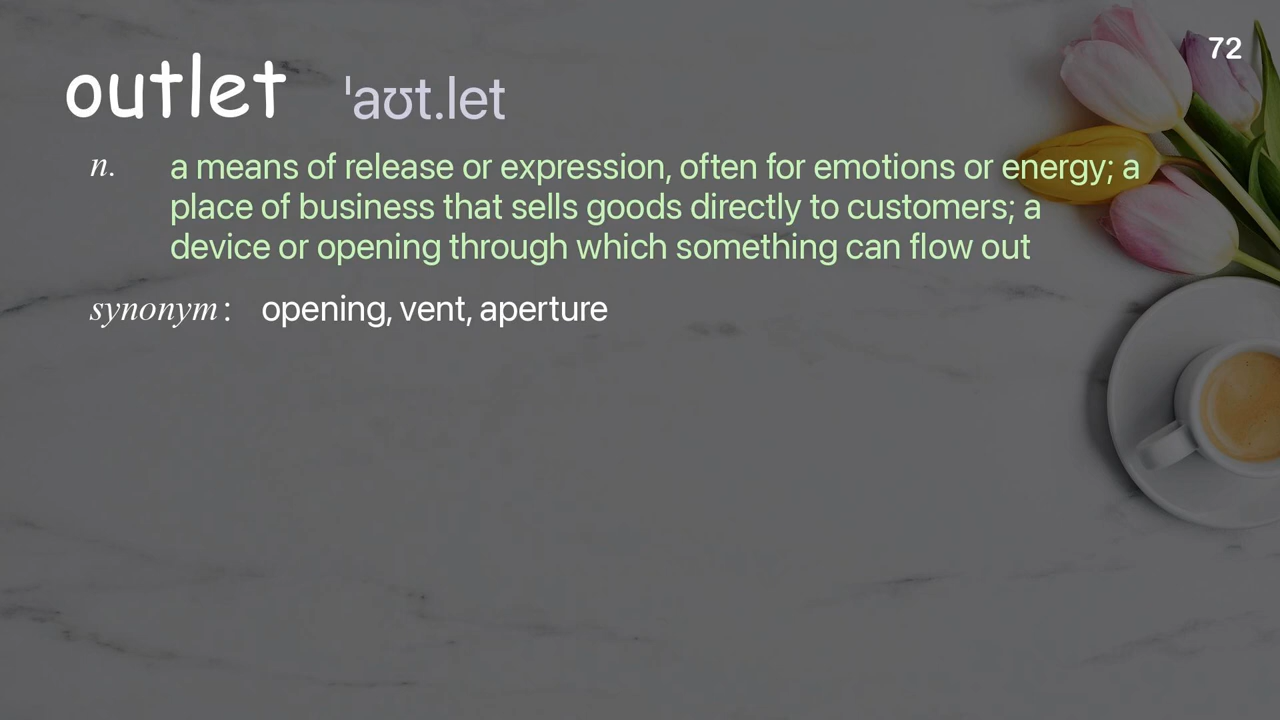 72
outlet ˈaʊt.let
n. a means of release or expression, often for emotions or energy; a
place of business that sells goods directly to customers; a
device or opening through which something can flow out
synonym: opening, vent, aperture